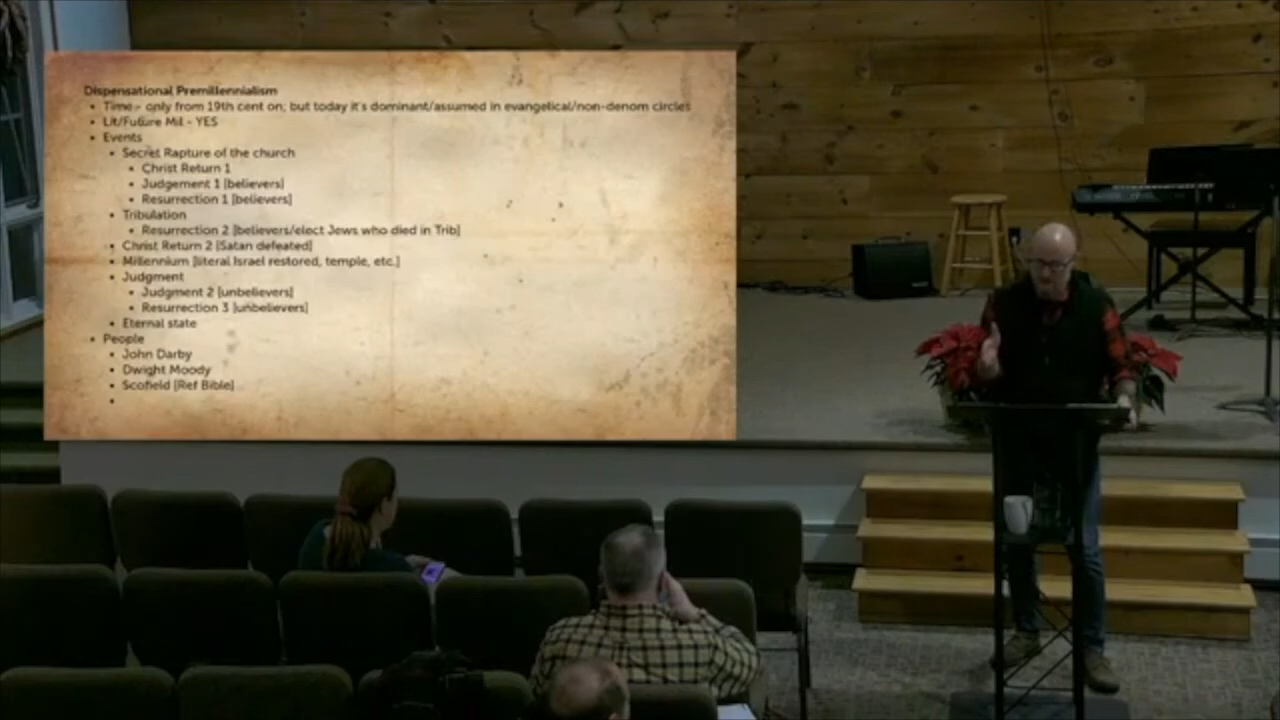 Dispensational Premillennialism
• Time - only from 19th cent on; but today it's dominant/assumed in evangelical/non-denom circles
• Lit/Future Mil - YES
• Events
• Secret Rapture of the church
• Christ Return 1
• Judgement 1 [believers]
• Resurrection 1 [believers]
• Tribulation
• Resurrection 2 [believers/elect Jews who died in Trib]
• Christ Return 2 [Satan defeated]
• Millennium [literal Israel restored, temple, etc.]
• Judgment
• Judgment 2 [unbelievers]
• Resurrection 3 [unbelievers]
• Eternal state
• People
• John Darby
• Dwight Moody
• Scofield [Ref Bible]
•